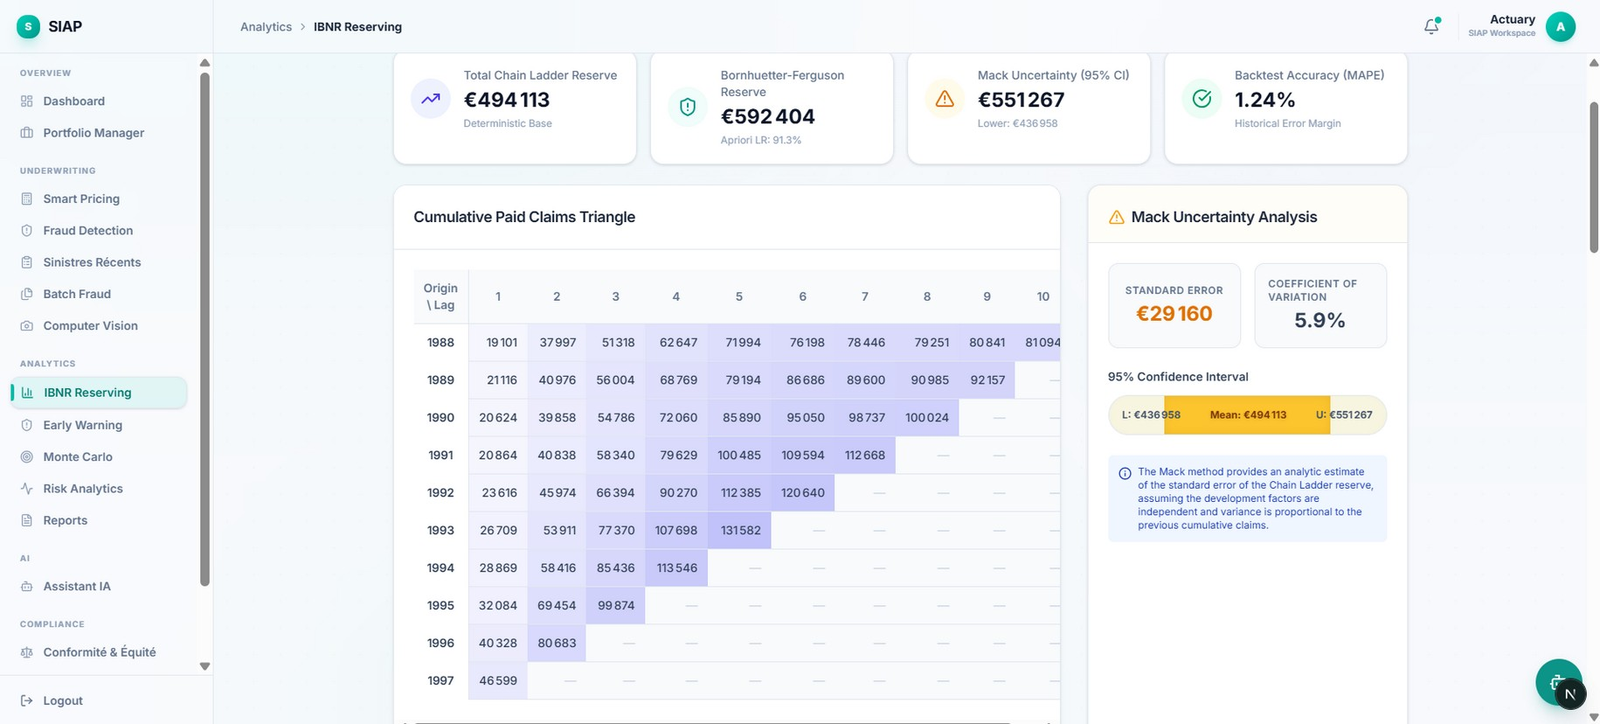 S SIAP
Analytics > IBNR Reserving
Actuary
SIAP Workspace
A
OVERVIEW
Dashboard
Portfolio Manager
UNDERWRITING
Smart Pricing
Fraud Detection
Sinistres Récents
Batch Fraud
Computer Vision
ANALYTICS
IBNR Reserving
Early Warning
Monte Carlo
Risk Analytics
Reports
AI
Assistant IA
COMPLIANCE
Conformité & Équité
Logout
Total Chain Ladder Reserve
€494 113
Deterministic Base
Bornhuetter-Ferguson
Reserve
€592 404
Apriori LR: 91.3%
Mack Uncertainty (95% CI)
€551 267
Lower: €436 958
Backtest Accuracy (MAPE)
1.24%
Historical Error Margin
Cumulative Paid Claims Triangle
Origin
\ Lag 1 2 3 4 5 6 7 8 9 10
1988 19 101 37 997 51 318 62 647 71 994 76 198 78 446 79 251 80 841 81 094
1989 21 116 40 976 56 004 68 769 79 194 86 686 89 600 90 985 92 157 —
1990 20 624 39 858 54 786 72 060 85 890 95 050 98 737 100 024 — —
1991 20 864 40 838 58 340 79 629 100 485 109 594 112 668 — — —
1992 23 616 45 974 66 394 90 270 112 385 120 640 — — — —
1993 26 709 53 911 77 370 107 698 131 582 — — — — —
1994 28 869 58 416 85 436 113 546 — — — — — —
1995 32 084 69 454 99 874 — — — — — — —
1996 40 328 80 683 — — — — — — — —
1997 46 599 — — — — — — — — —
Mack Uncertainty Analysis
STANDARD ERROR
€29 160
COEFFICIENT OF
VARIATION
5.9%
95% Confidence Interval
L: €436 958 Mean: €494 113 U: €551 267
The Mack method provides an analytic estimate
of the standard error of the Chain Ladder reserve,
assuming the development factors are
independent and variance is proportional to the
previous cumulative claims.
N